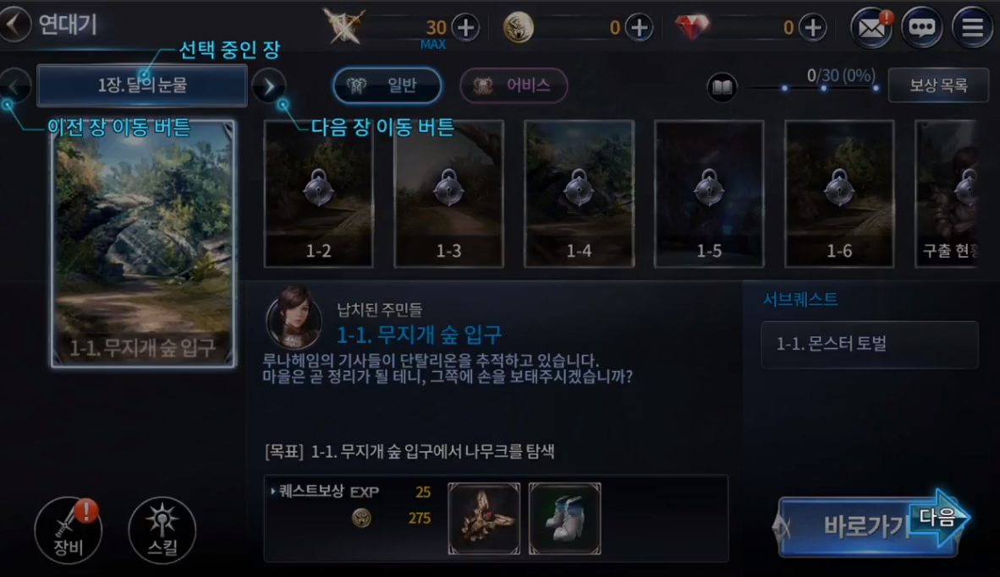 연대기
30
MAX
0
0
선택 중인 장
1장. 달의 눈물
일반
어비스
0/30 (0%)
보상 목록
이전 장 이동 버튼
다음 장 이동 버튼
1-1. 무지개 숲 입구
1-2
1-3
1-4
1-5
1-6
구출 현황
납치된 주민들
1-1. 무지개 숲 입구
루나헤임의 기사들이 단탈리온을 추적하고 있습니다.
마을은 곧 정리가 될 테니, 그쪽에 손을 보태주시겠습니까?
서브퀘스트
1-1. 몬스터 토벌
[목표] 1-1. 무지개 숲 입구에서 나무크를 탐색
퀘스트보상 EXP 25
275
장비
스킬
바로가기
다음